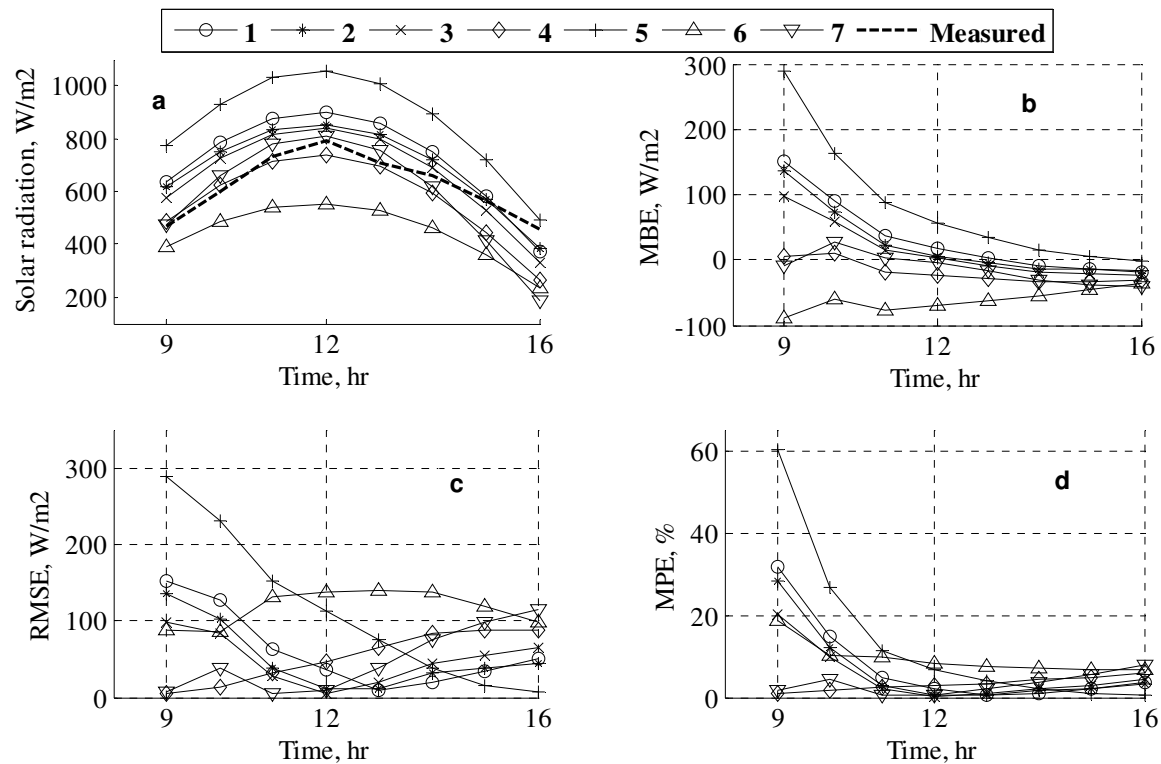 1 2 3 4 5 6 7 Measured
a
Solar radiation, W/m2
1000
800
600
400
200
9 12 16
Time, hr
b
MBE, W/m2
300
200
100
0
-100
9 12 16
Time, hr
c
RMSE, W/m2
300
200
100
0
9 12 16
Time, hr
d
MPE, %
60
40
20
0
9 12 16
Time, hr